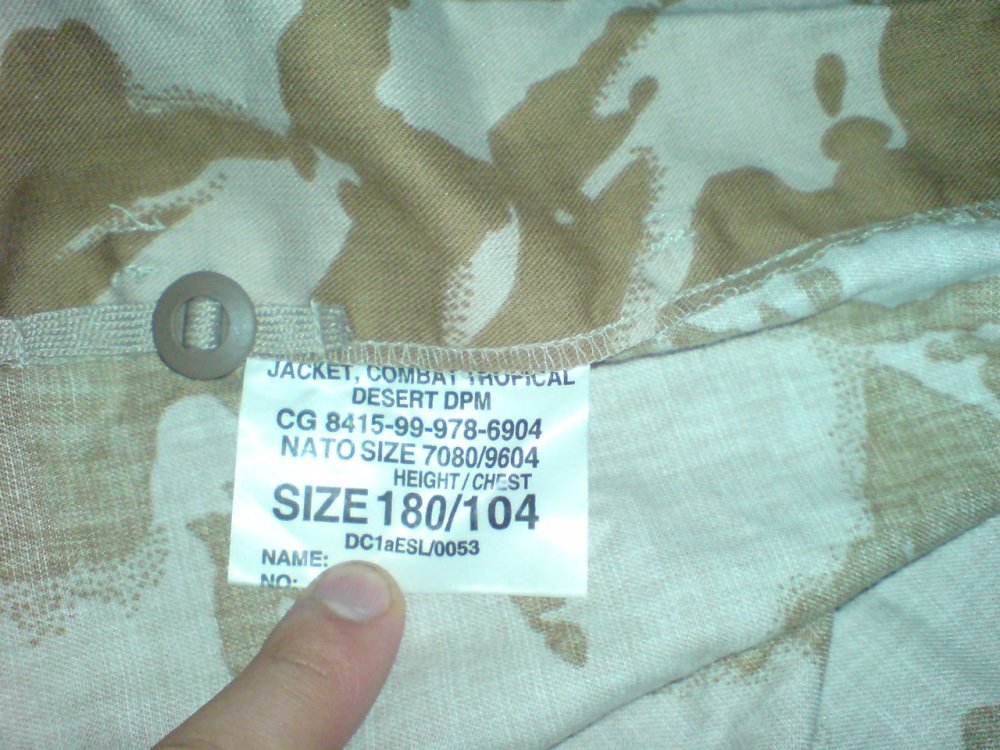 JACKET, COMBAT TROPICAL
DESERT DPM
CG 8415-99-978-6904
NATO SIZE 7080/9604
HEIGHT/CHEST
SIZE 180/104
DC1aESL/0053
NAME:
NO: